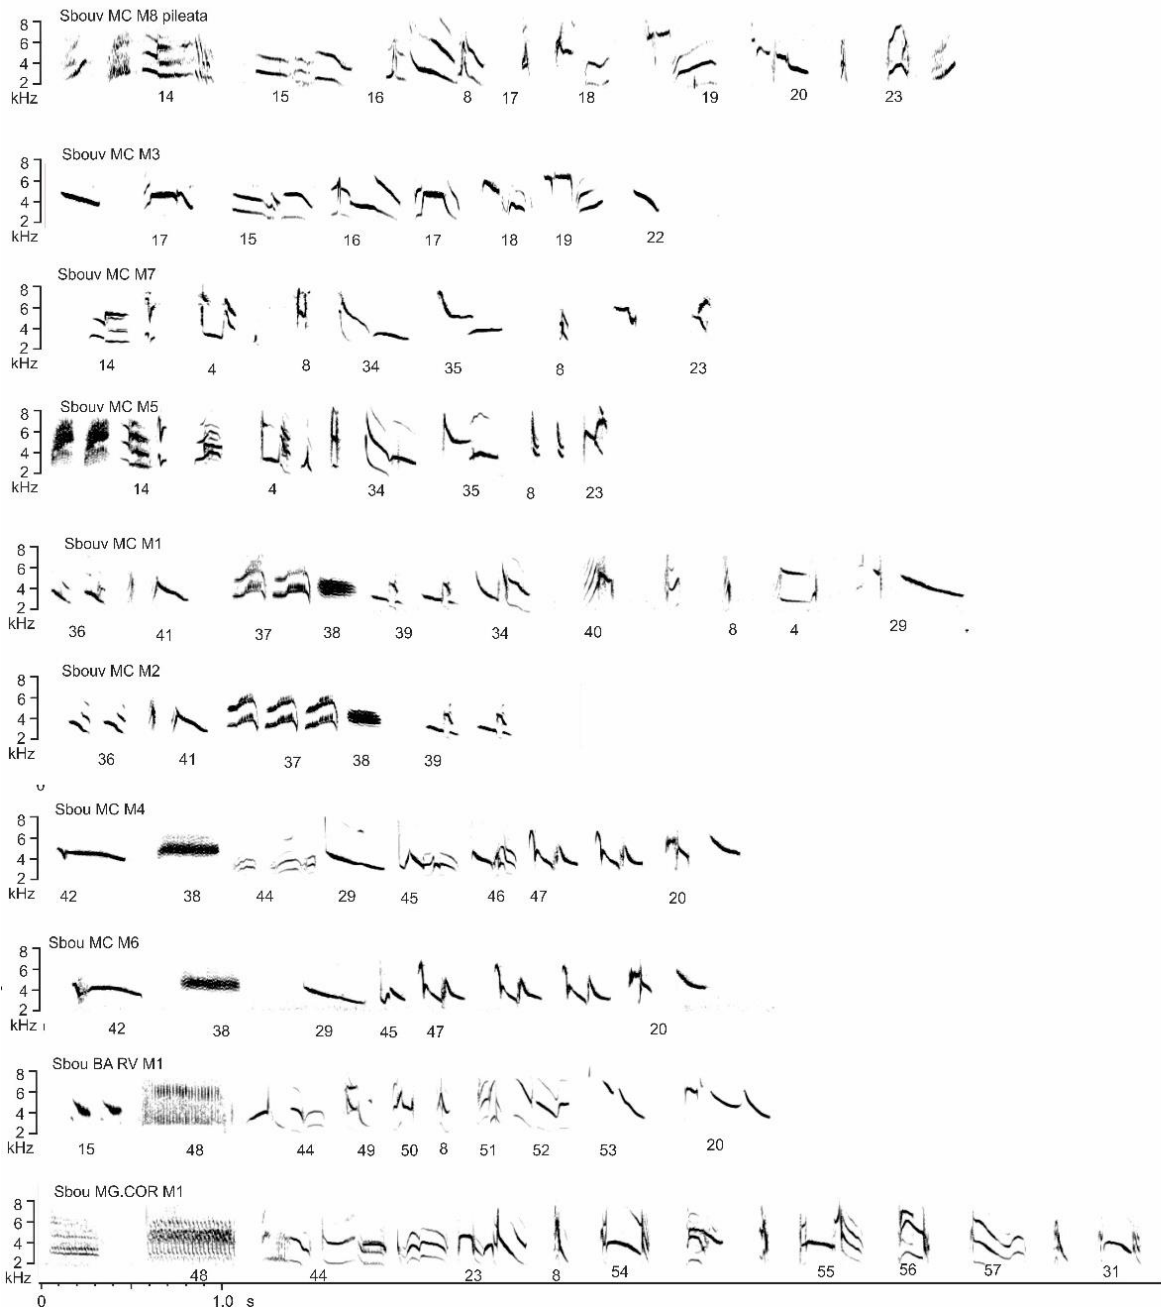 Sbouv MC M8 pileata
8
6
4
2
kHz
14 15 16 8 17 18 19 20 23
Sbouv MC M3
8
6
4
2
kHz
17 15 16 17 18 19 22
Sbouv MC M7
8
6
4
2
kHz
14 4 8 34 35 8 23
Sbouv MC M5
8
6
4
2
kHz
14 4 34 35 8 23
Sbouv MC M1
8
6
4
2
kHz
36 41 37 38 39 34 40 8 4 29
Sbouv MC M2
8
6
4
2
kHz
36 41 37 38 39
Sbou MC M4
8
6
4
2
kHz
42 38 44 29 45 46 47 20
Sbou MC M6
8
6
4
2
kHz
42 38 29 45 47 20
Sbou BA RV M1
8
6
4
2
kHz
15 48 44 49 50 8 51 52 53 20
Sbou MG.COR M1
8
6
4
2
kHz
48 44 23 8 54 55 56 57 31
0 1.0 s